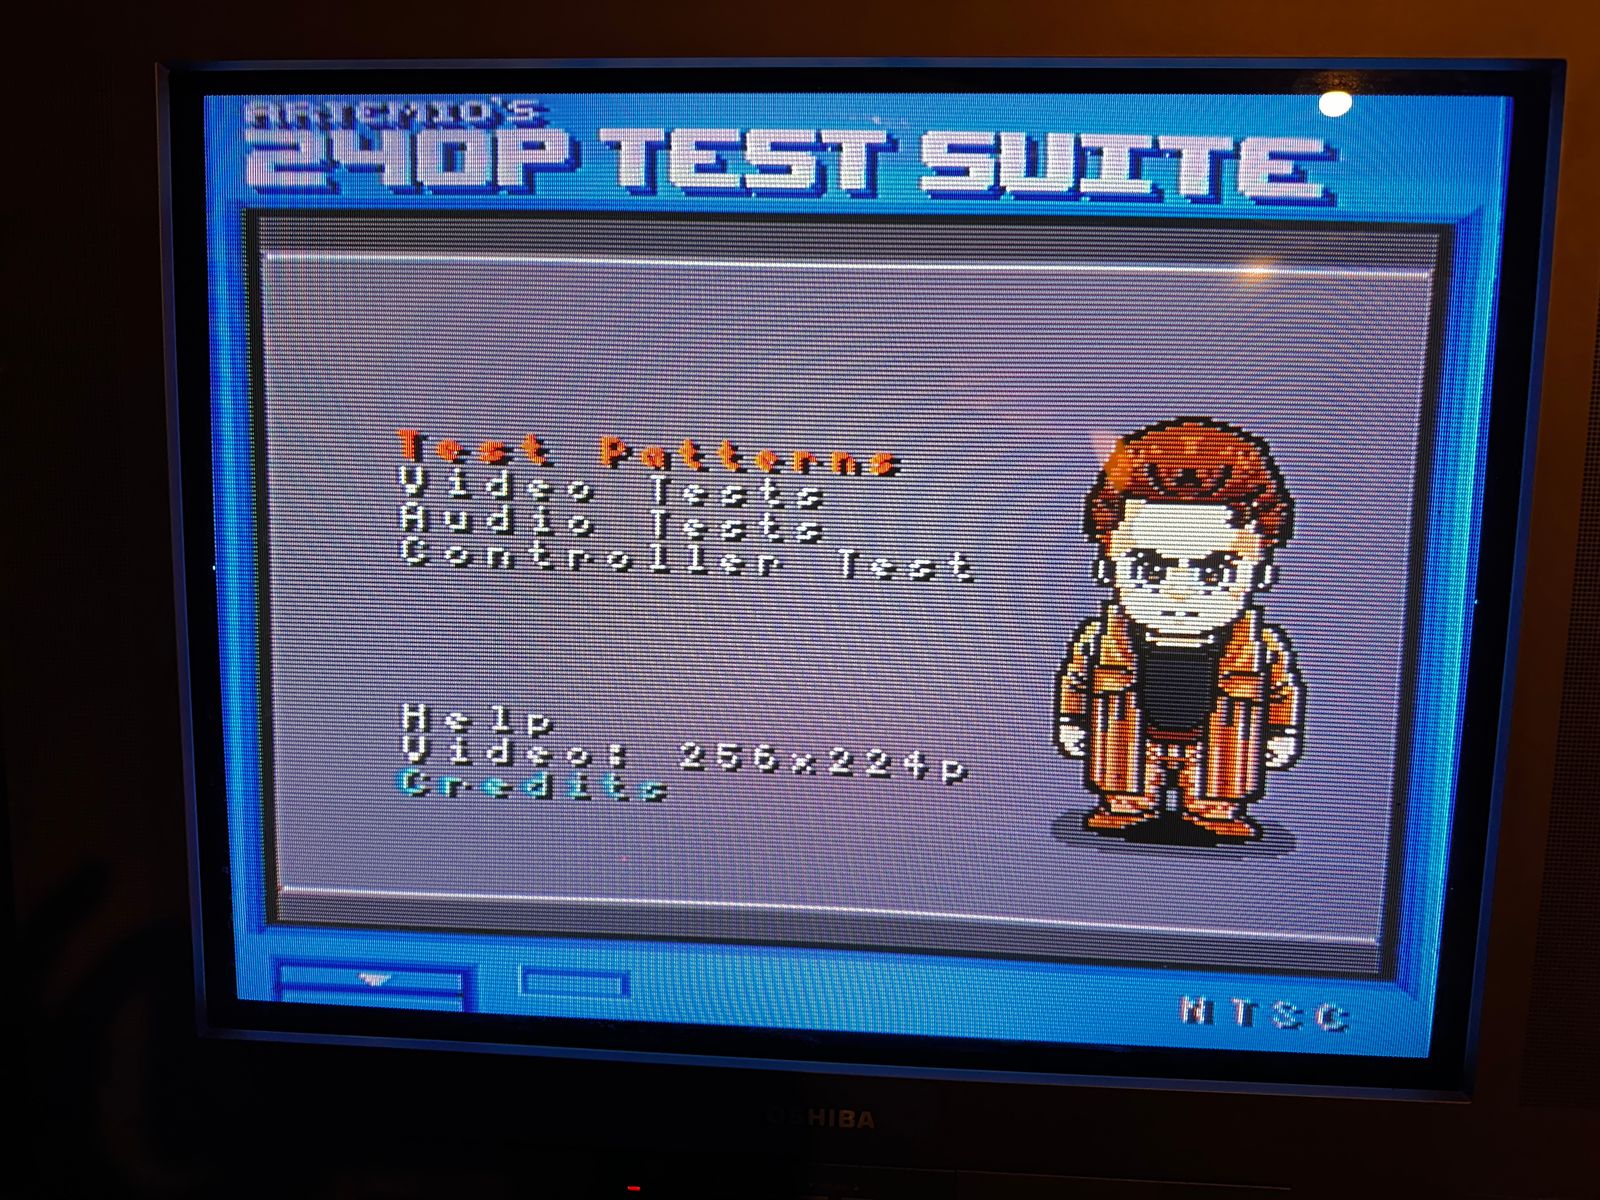 ARTEMIO'S
240P TEST SUITE
Test Patterns
Video Tests
Audio Tests
Controller Test
Help
Video: 256x224p
Credits
NTSC
TOSHIBA